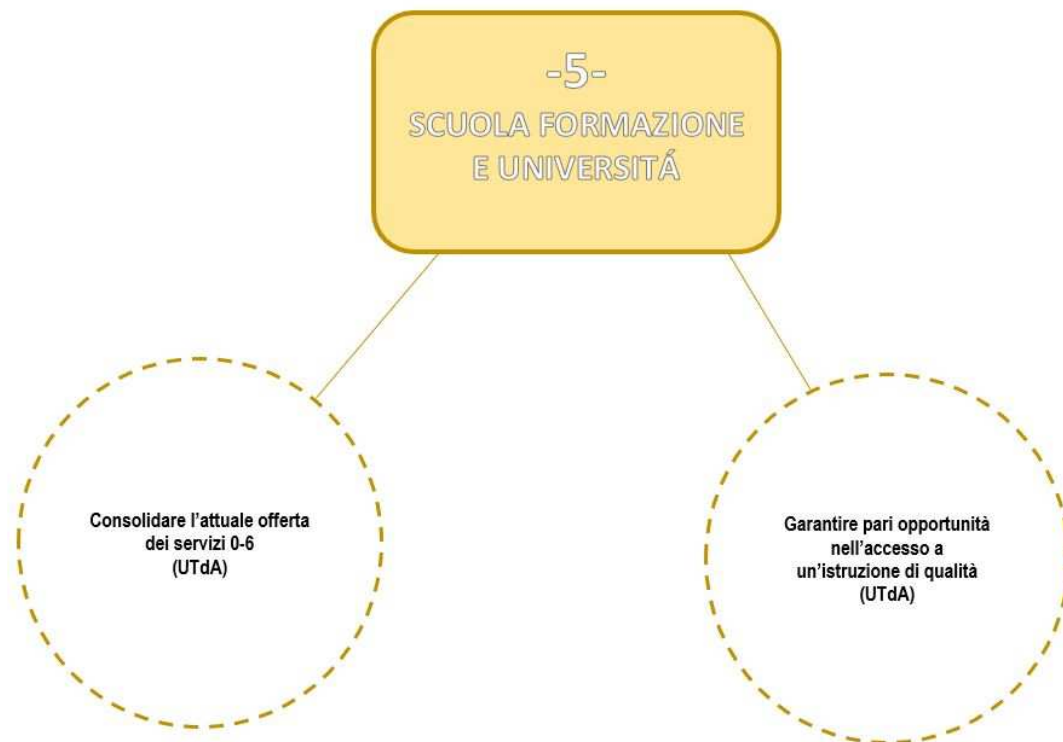 -5-
SCUOLA FORMAZIONE
E UNIVERSITÁ
Consolidare l’attuale offerta
dei servizi 0-6
(UTdA)
Garantire pari opportunità
nell’accesso a
un’istruzione di qualità
(UTdA)